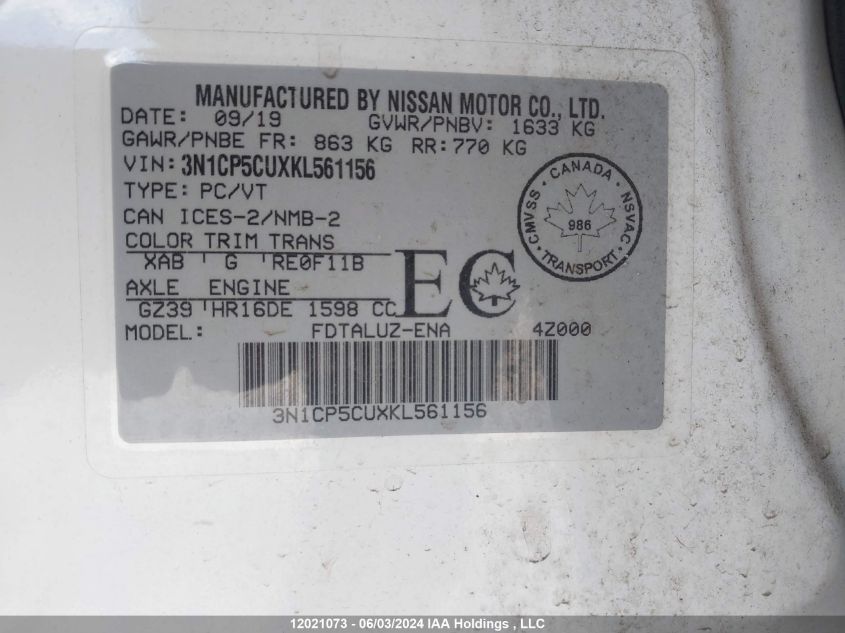 MANUFACTURED BY NISSAN MOTOR CO., LTD.
DATE: 09/19 GVWR/PNBV: 1633 KG
GAWR/PNBE FR: 863 KG RR:770 KG
VIN: 3N1CP5CUXKL561156
TYPE: PC/VT
CAN ICES-2/NMB-2
COLOR TRIM TRANS
XAB G RE0F11B
AXLE ENGINE
GZ39 HR16DE 1598 CC
EC
CANADA
CMVSS NSVAC
986
TRANSPORT
MODEL: FDTALUZ-ENA 4Z000
3N1CP5CUXKL561156
12021073 - 06/03/2024 IAA Holdings , LLC